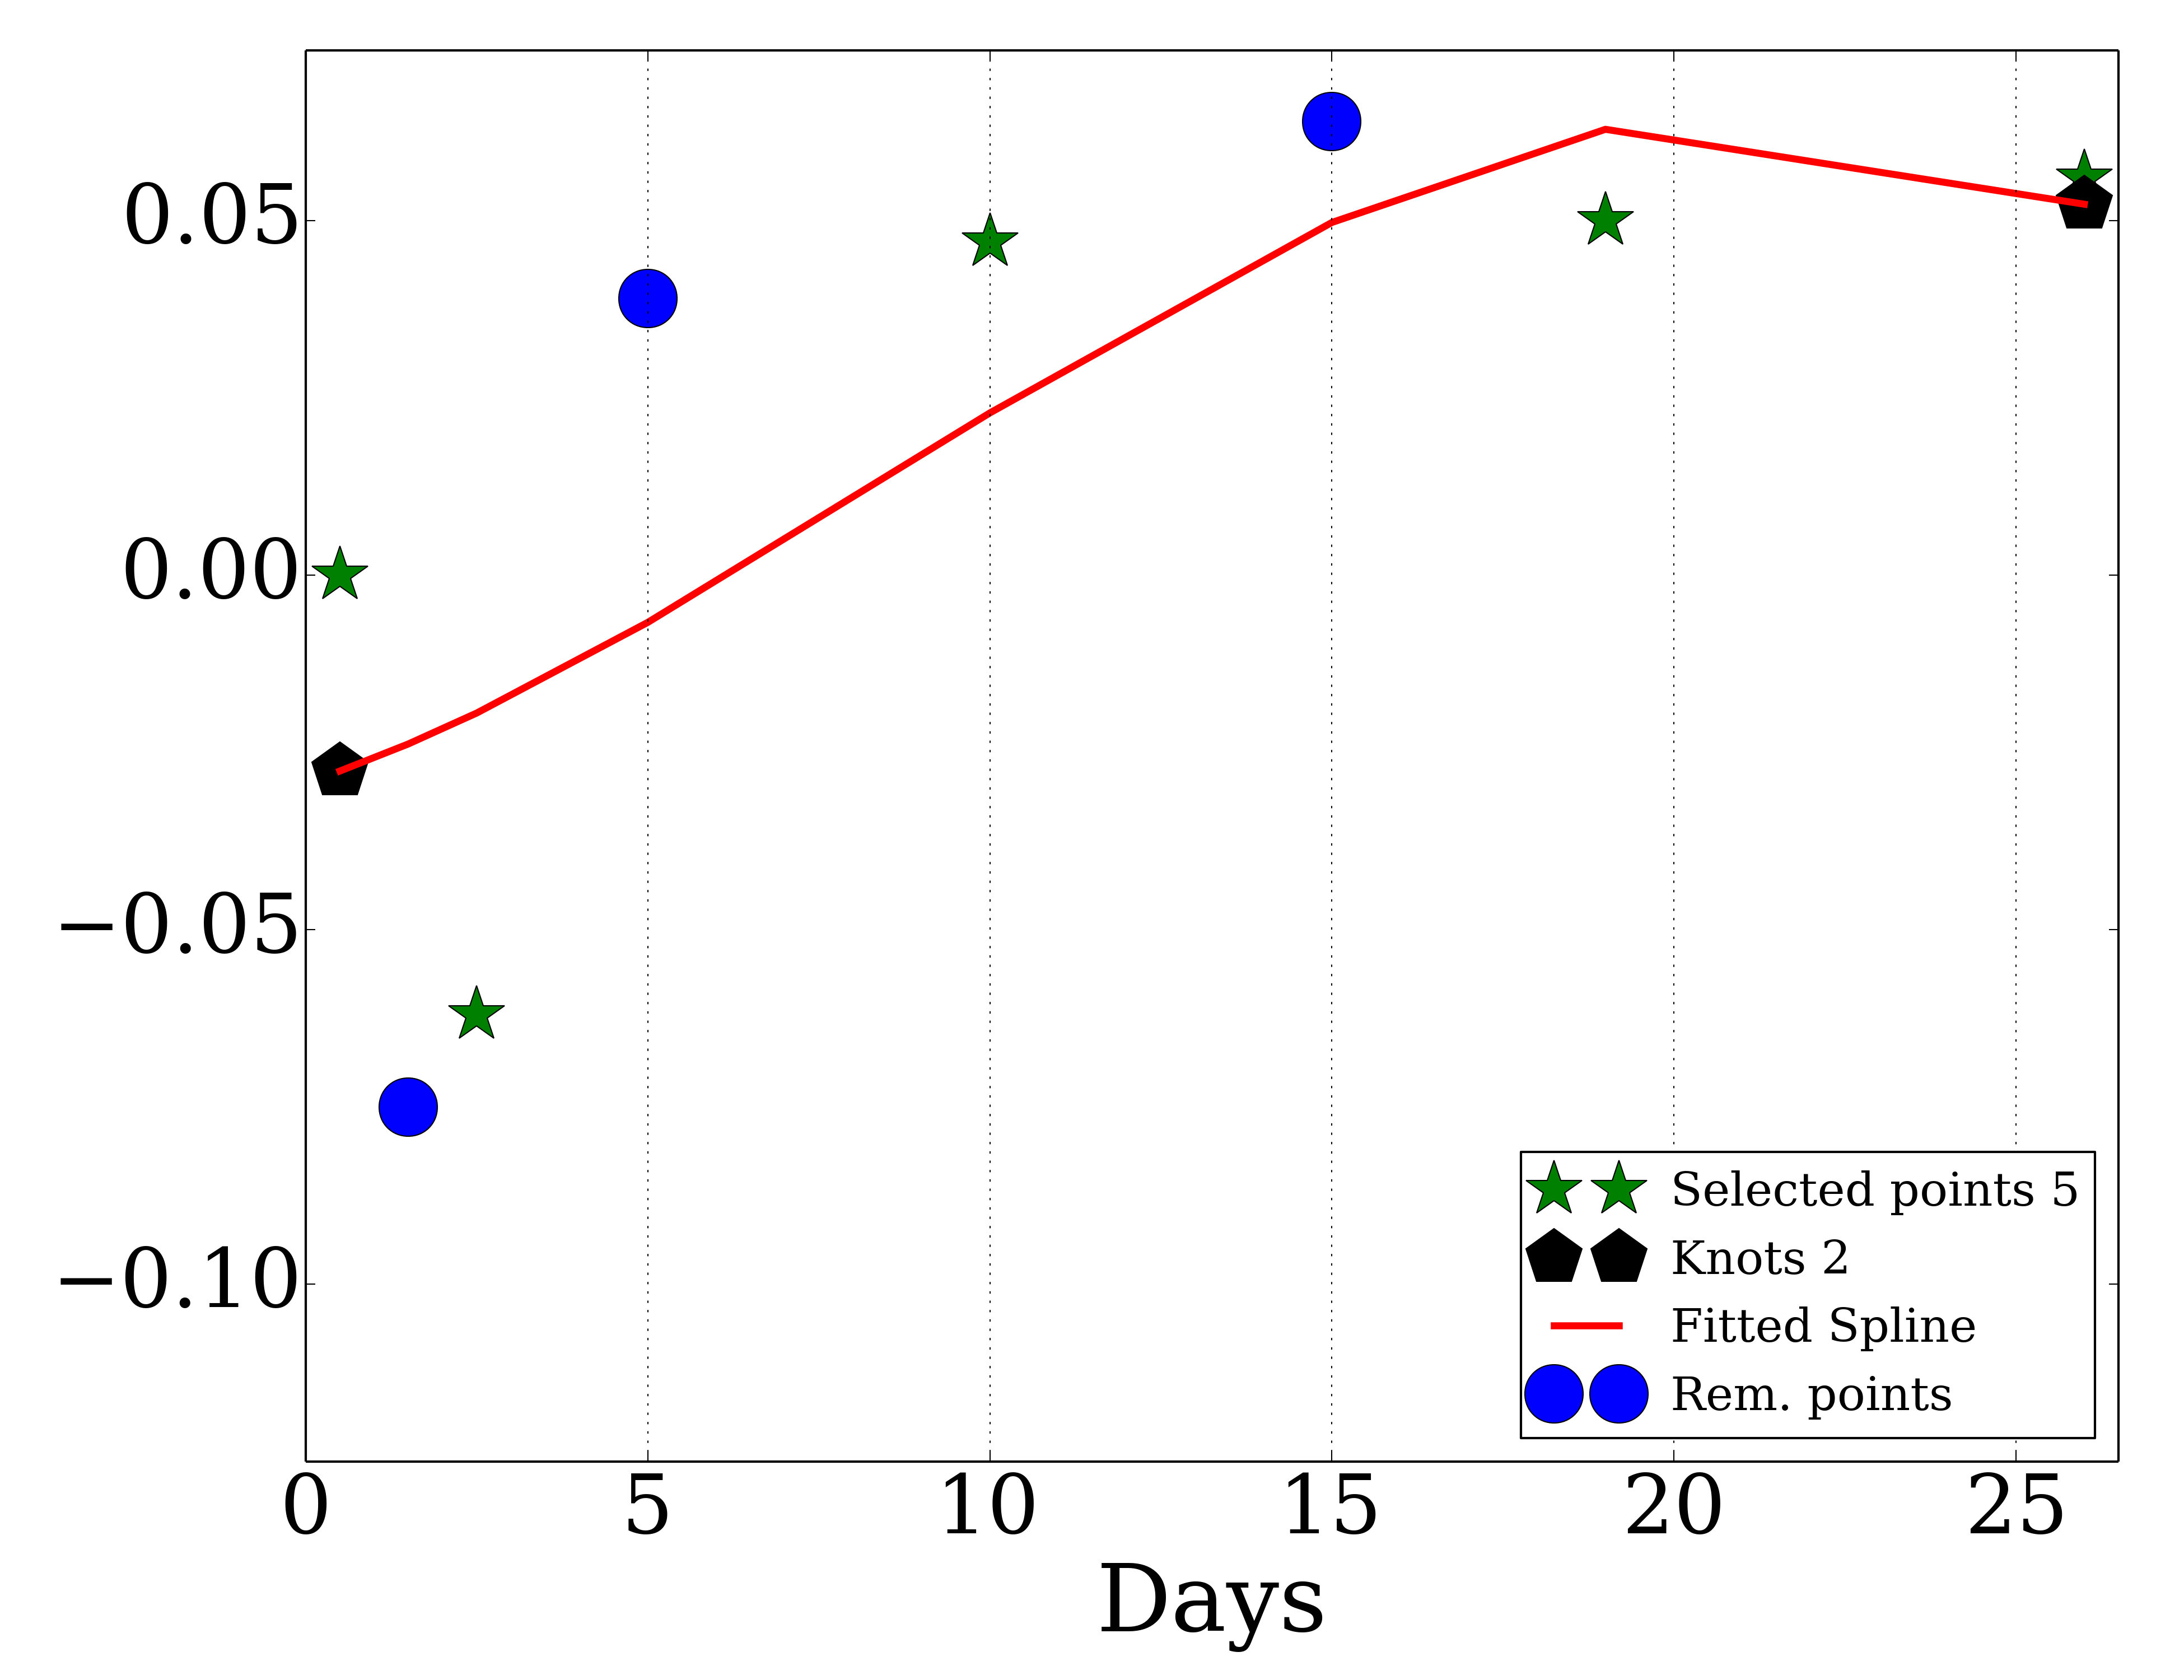 0.05
0.00
−0.05
−0.10
Selected points 5
Knots 2
Fitted Spline
Rem. points
0 5 10 15 20 25
Days